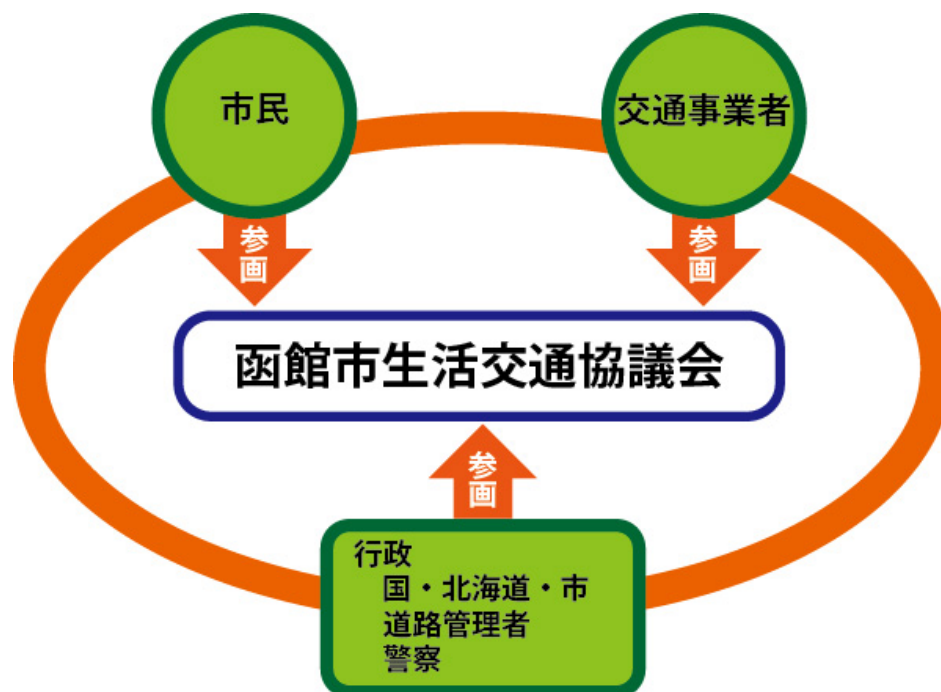 市民
交通事業者
参画
参画
函館市生活交通協議会
参画
行政
国・北海道・市
道路管理者
警察